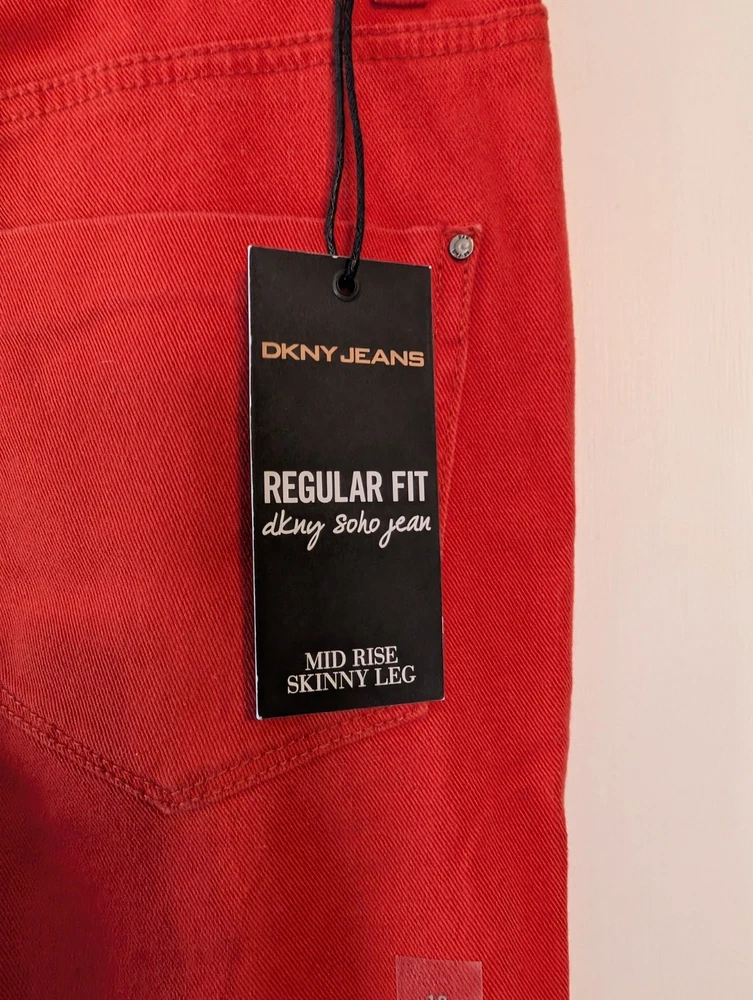 DKNY JEANS
REGULAR FIT
dkny soho jean
MID RISE
SKINNY LEG